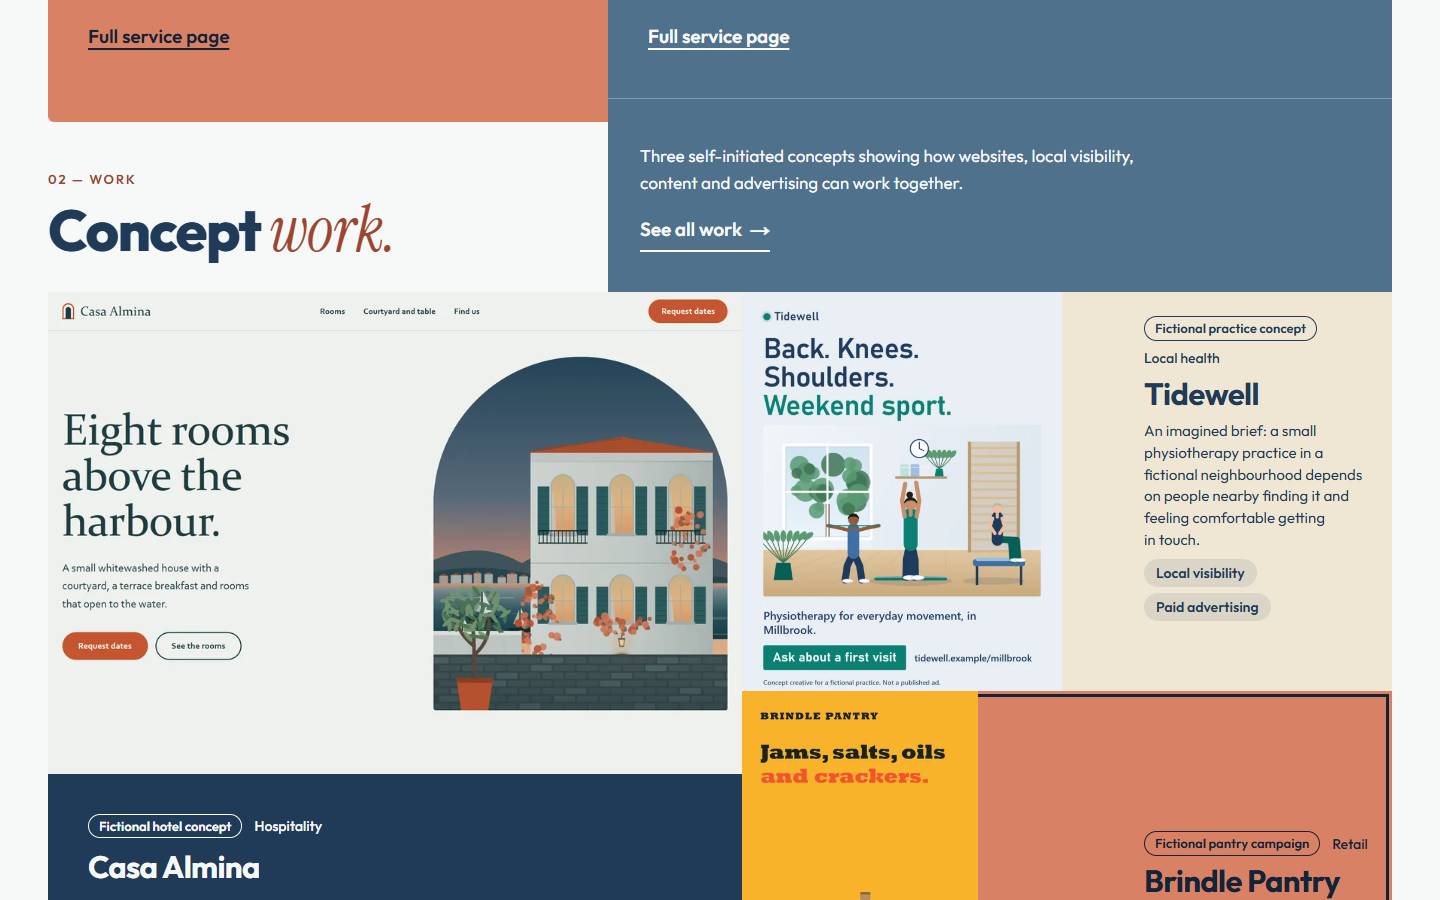 Full service page
Full service page
Three self-initiated concepts showing how websites, local visibility,
content and advertising can work together.
See all work →
02 — WORK
Concept work.
Casa Almina
Rooms
Courtyard and table
Find us
Request dates
Eight rooms
above the
harbour.
A small whitewashed house with a
courtyard, a terrace breakfast and rooms
that open to the water.
Request dates
See the rooms
Fictional hotel concept
Hospitality
Casa Almina
Tidewell
Back. Knees.
Shoulders.
Weekend sport.
Physiotherapy for everyday movement, in
Millbrook.
Ask about a first visit
tidewell.example/millbrook
Concept creative for a fictional practice. Not a published ad.
Fictional practice concept
Local health
Tidewell
An imagined brief: a small
physiotherapy practice in a
fictional neighbourhood depends
on people nearby finding it and
feeling comfortable getting
in touch.
Local visibility
Paid advertising
BRINDLE PANTRY
Jams, salts, oils
and crackers.
Fictional pantry campaign
Retail
Brindle Pantry